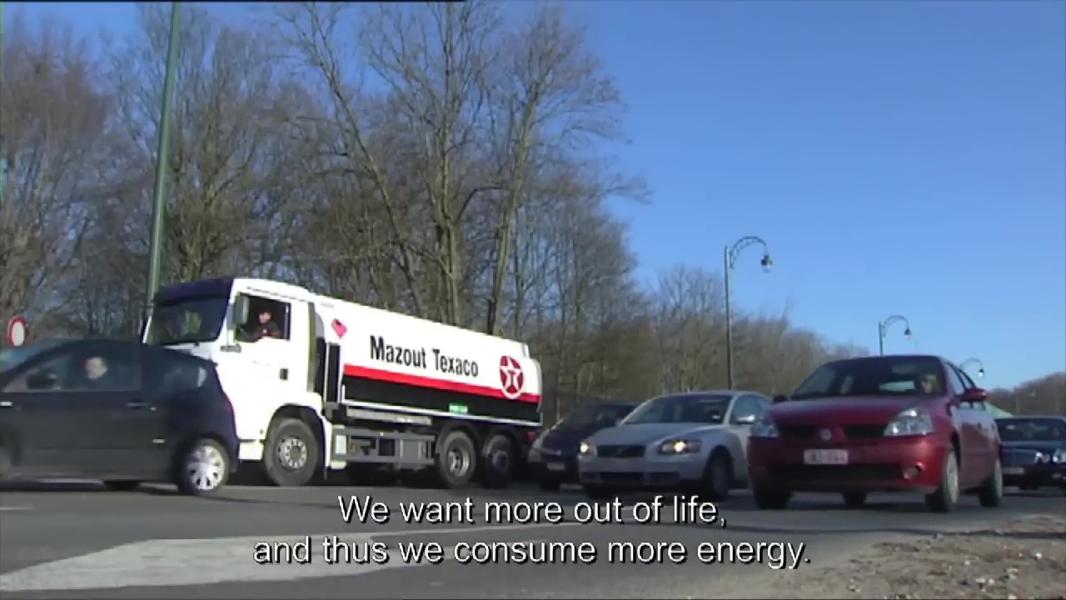 Mazout Texaco
We want more out of life,
and thus we consume more energy.